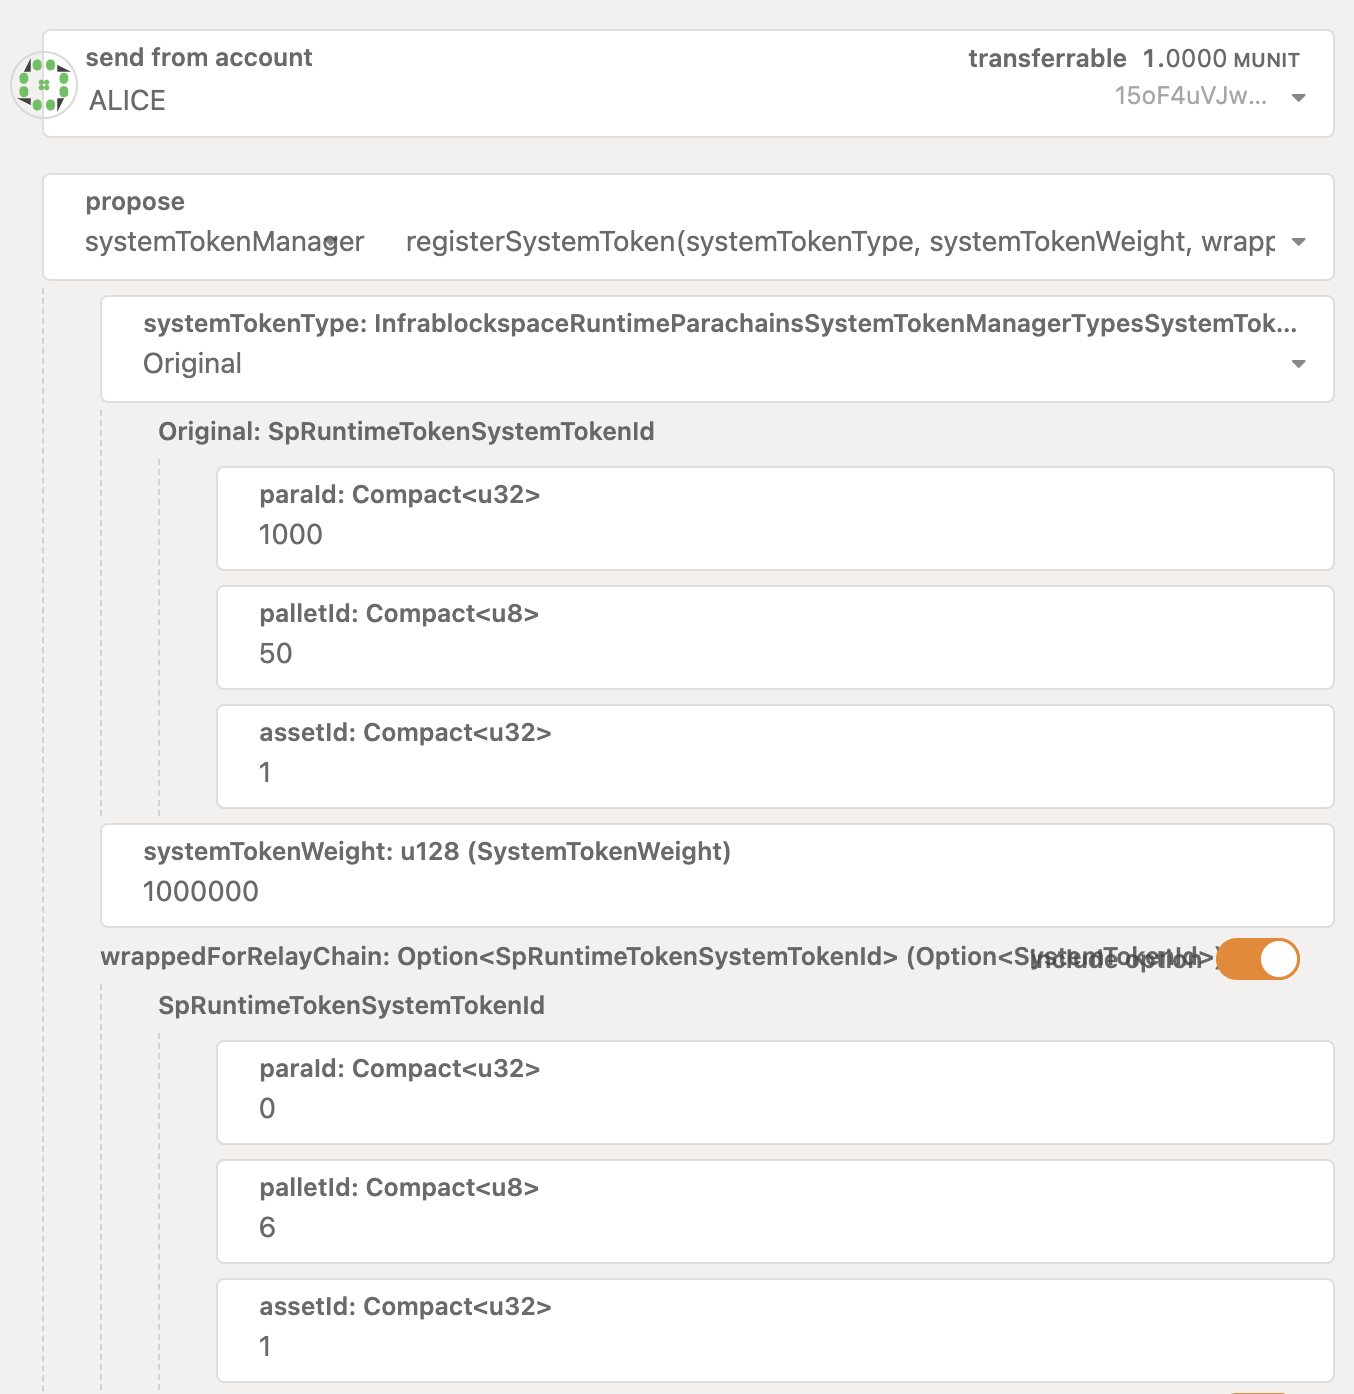 send from account
transferrable 1.0000 MUNIT
ALICE
15oF4uVJw...
propose
systemTokenManager registerSystemToken(systemTokenType, systemTokenWeight, wrapp
systemTokenType: InfrablockspaceRuntimeParachainsSystemTokenManagerTypesSystemTok...
Original
Original: SpRuntimeTokenSystemTokenId
paraId: Compact<u32>
1000
palletId: Compact<u8>
50
assetId: Compact<u32>
1
systemTokenWeight: u128 (SystemTokenWeight)
1000000
wrappedForRelayChain: Option<SpRuntimeTokenSystemTokenId> (Option<SystemTokenId>)
include option
SpRuntimeTokenSystemTokenId
paraId: Compact<u32>
0
palletId: Compact<u8>
6
assetId: Compact<u32>
1